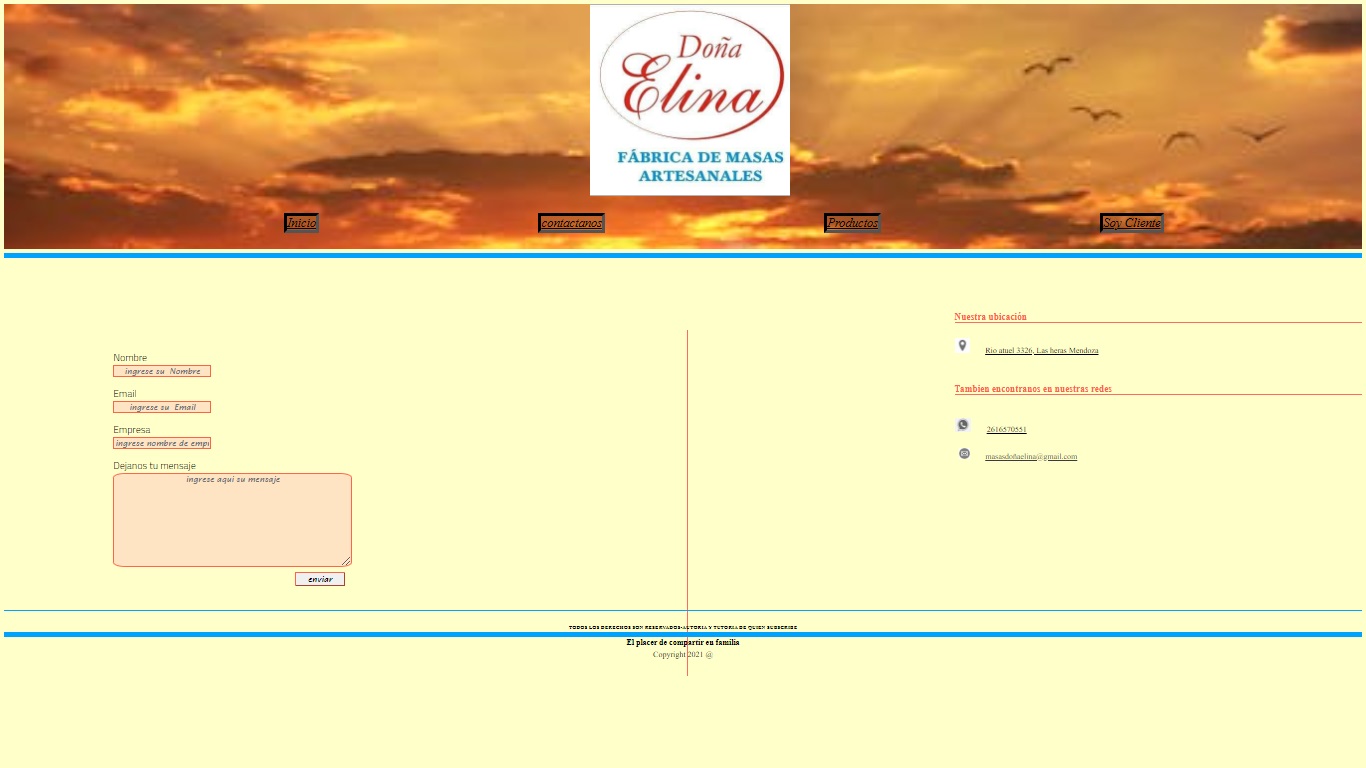 Doña
Elina
FÁBRICA DE MASAS
ARTESANALES
Inicio
contactanos
Productos
Soy Cliente
Nombre
ingrese su Nombre
Email
ingrese su Email
Empresa
ingrese nombre de empr
Dejanos tu mensaje
ingrese aqui su mensaje
enviar
Nuestra ubicación
Rio atuel 3326, Las heras Mendoza
Tambien encontranos en nuestras redes
2616570551
masasdoñaelina@gmail.com
TODOS LOS DERECHOS SON RESERVADOS-AUTORIA Y TUTORIA DE QUIEN SUBSCRIBE
El placer de compartir en familia
Copyright 2021 @